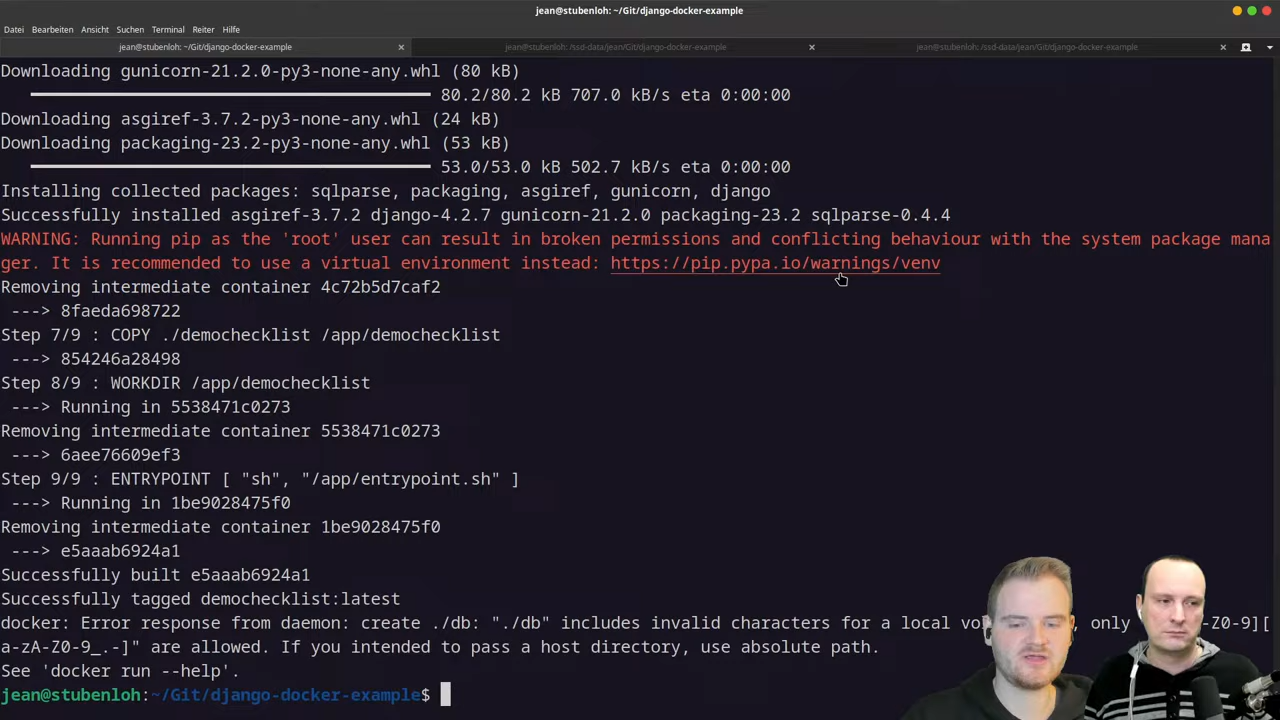 jean@stubenloh: ~/Git/django-docker-example
Datei Bearbeiten Ansicht Suchen Terminal Reiter Hilfe
jean@stubenloh: ~/Git/django-docker-example jean@stubenloh: /ssd-data/jean/Git/django-docker-example jean@stubenloh: /ssd-data/jean/Git/django-docker-example
Downloading gunicorn-21.2.0-py3-none-any.whl (80 kB)
80.2/80.2 kB 707.0 kB/s eta 0:00:00
Downloading asgiref-3.7.2-py3-none-any.whl (24 kB)
Downloading packaging-23.2-py3-none-any.whl (53 kB)
53.0/53.0 kB 502.7 kB/s eta 0:00:00
Installing collected packages: sqlparse, packaging, asgiref, gunicorn, django
Successfully installed asgiref-3.7.2 django-4.2.7 gunicorn-21.2.0 packaging-23.2 sqlparse-0.4.4
WARNING: Running pip as the 'root' user can result in broken permissions and conflicting behaviour with the system package mana
ger. It is recommended to use a virtual environment instead: https://pip.pypa.io/warnings/venv
Removing intermediate container 4c72b5d7caf2
---> 8faeda698722
Step 7/9 : COPY ./demochecklist /app/demochecklist
---> 854246a28498
Step 8/9 : WORKDIR /app/demochecklist
---> Running in 5538471c0273
Removing intermediate container 5538471c0273
---> 6aee76609ef3
Step 9/9 : ENTRYPOINT [ "sh", "/app/entrypoint.sh" ]
---> Running in 1be9028475f0
Removing intermediate container 1be9028475f0
---> e5aaab6924a1
Successfully built e5aaab6924a1
Successfully tagged demochecklist:latest
docker: Error response from daemon: create ./db: "./db" includes invalid characters for a local vo , only -Z0-9][
a-zA-Z0-9_.-]" are allowed. If you intended to pass a host directory, use absolute path.
See 'docker run --help'.
jean@stubenloh:~/Git/django-docker-example$